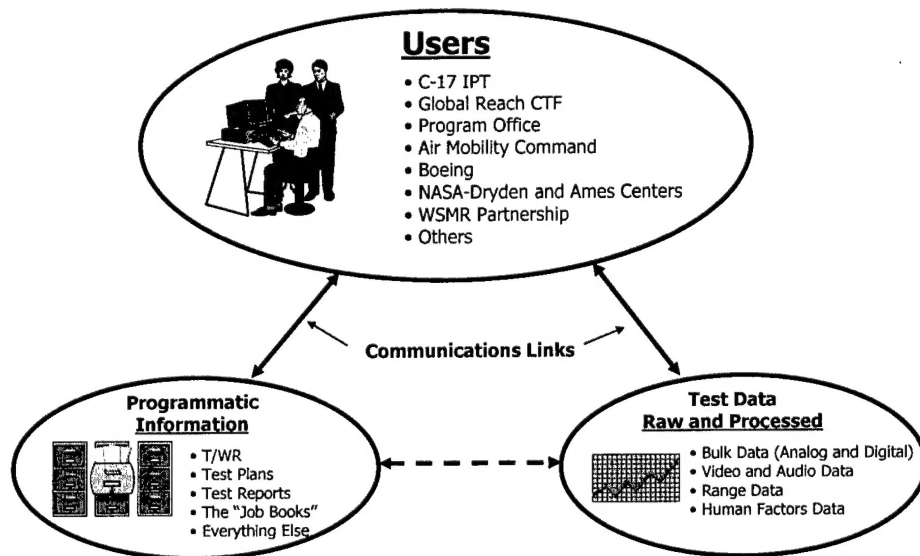 Users
• C-17 IPT
• Global Reach CTF
• Program Office
• Air Mobility Command
• Boeing
• NASA-Dryden and Ames Centers
• WSMR Partnership
• Others
Communications Links
Programmatic
Information
• T/WR
• Test Plans
• Test Reports
• The "Job Books"
• Everything Else
Test Data
Raw and Processed
• Bulk Data (Analog and Digital)
• Video and Audio Data
• Range Data
• Human Factors Data